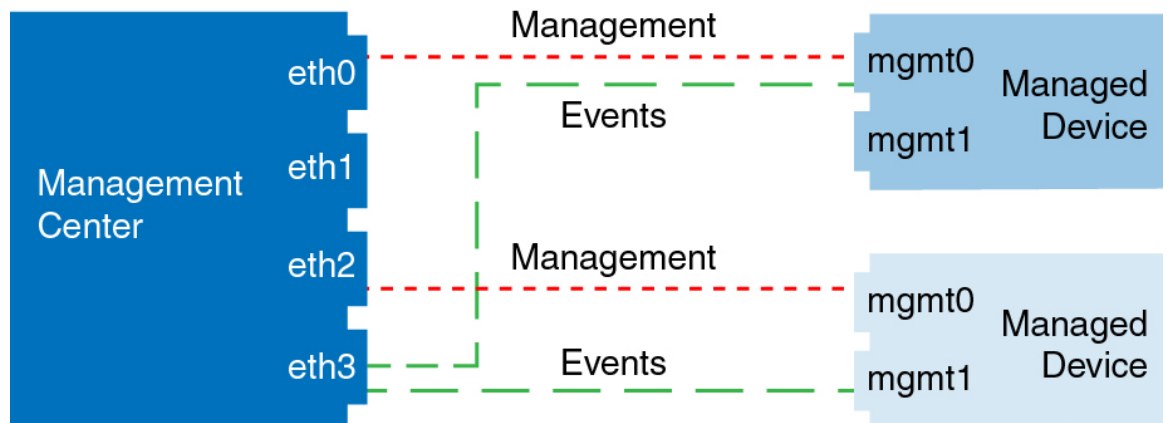 Management
eth0
mgmt0
Managed
Device
Events
mgmt1
eth1
Management
Center
eth2
Management
mgmt0
Managed
Device
eth3
Events
mgmt1